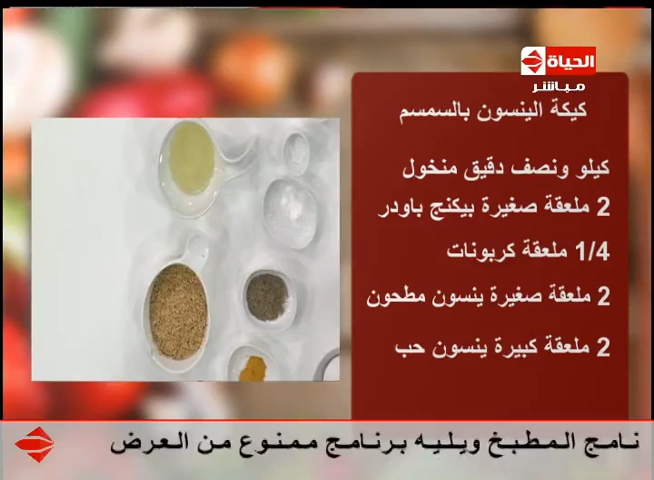 الحياة
مباشر
كيكة الينسون بالسمسم
كيلو ونصف دقيق منخول
2 ملعقة صغيرة بيكنج باودر
1/4 ملعقة كربونات
2 ملعقة صغيرة ينسون مطحون
2 ملعقة كبيرة ينسون حب
نامج المطبخ ويليه برنامج ممنوع من العرض